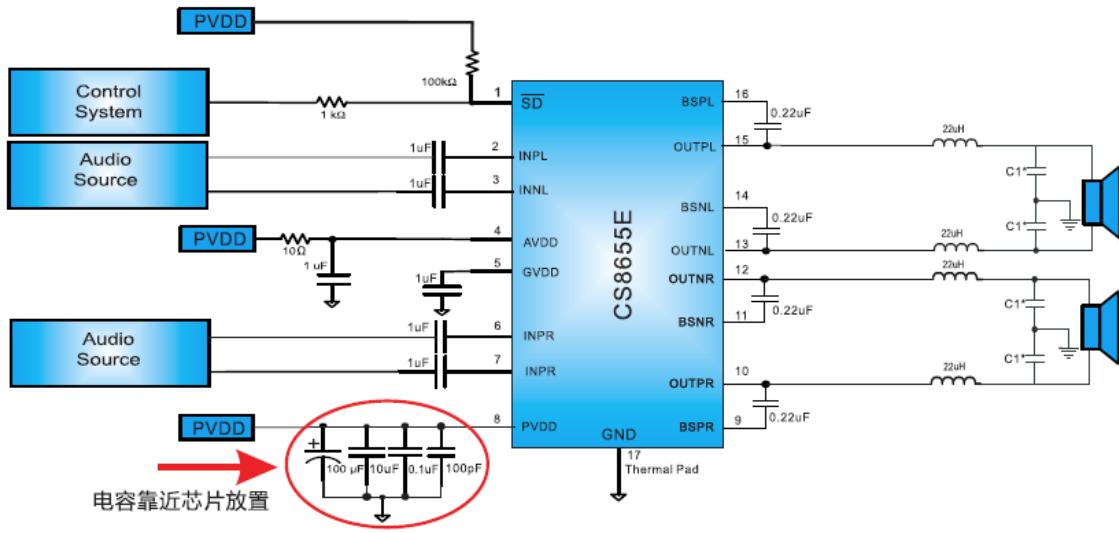 PVDD
100kΩ
Control
System
1 kΩ
1
SD
Audio
Source
1uF
2
INPL
1uF
3
INNL
PVDD
10Ω
4
AVDD
1 uF
5
GVDD
1uF
Audio
Source
1uF
6
INPR
1uF
7
INPR
PVDD
8
PVDD
+
100 µF
10uF
0.1uF
100pF
电容靠近芯片放置
CS8655E
GND
17
Thermal Pad
BSPL
16
0.22uF
OUTPL
15
22uH
C1*
BSNL
14
0.22uF
C1*
OUTNL
13
22uH
OUTNR
12
22uH
0.22uF
C1*
BSNR
11
C1*
OUTPR
10
22uH
0.22uF
BSPR
9